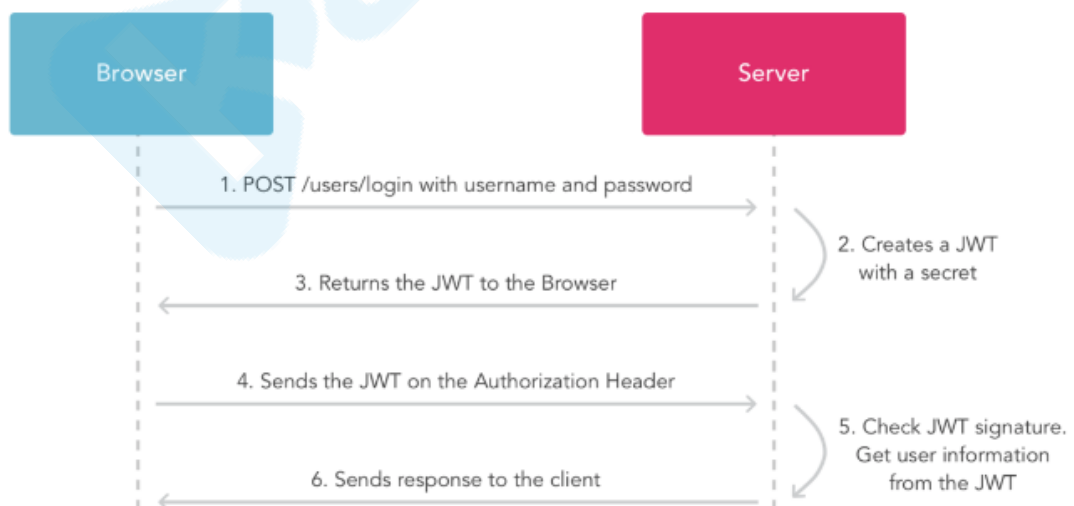 Browser
Server
1. POST /users/login with username and password
2. Creates a JWT
with a secret
3. Returns the JWT to the Browser
4. Sends the JWT on the Authorization Header
5. Check JWT signature.
Get user information
from the JWT
6. Sends response to the client